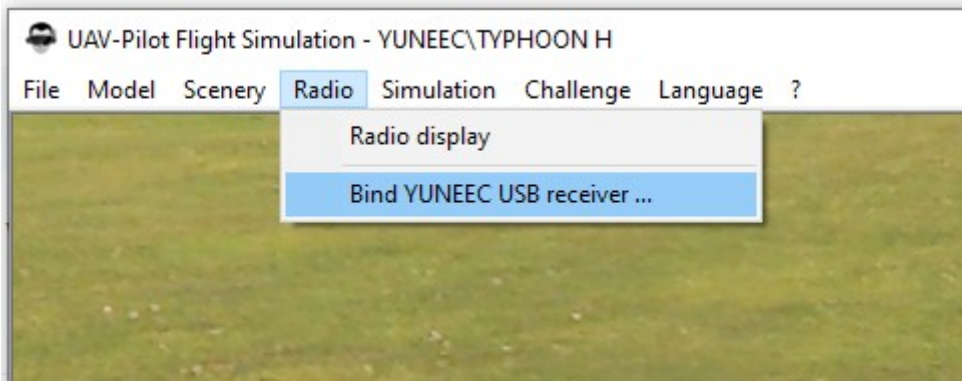 UAV-Pilot Flight Simulation - YUNEEC\TYPHOON H
File Model Scenery Radio Simulation Challenge Language ?
Radio display
Bind YUNEEC USB receiver ...